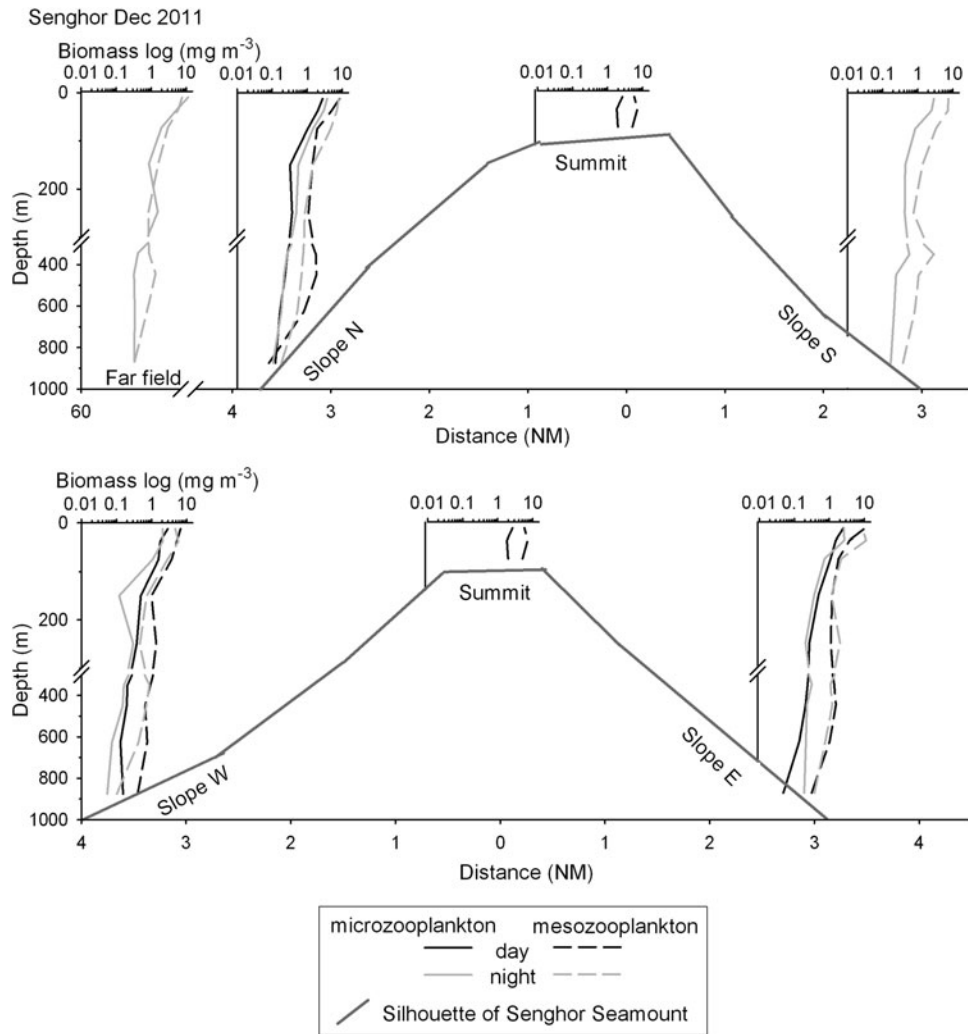 Senghor Dec 2011
Biomass log (mg m⁻³)
0.01 0.1 1 10 0.01 0.1 1 10 0.01 0.1 1 10 0.01 0.1 1 10
0
200
400
600
800
1000
Depth (m)
Summit
Slope N
Slope S
Far field
60 4 3 2 1 0 1 2 3
Distance (NM)
Biomass log (mg m⁻³)
0.01 0.1 1 10 0.01 0.1 1 10 0.01 0.1 1 10
0
200
400
600
800
1000
Depth (m)
Summit
Slope W
Slope E
4 3 2 1 0 1 2 3 4
Distance (NM)
microzooplankton mesozooplankton
day
night
Silhouette of Senghor Seamount